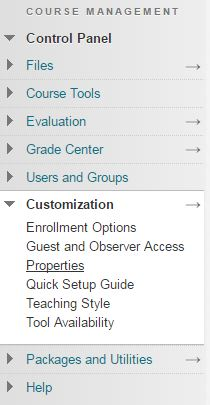 COURSE MANAGEMENT
Control Panel
Files
Course Tools
Evaluation
Grade Center
Users and Groups
Customization
Enrollment Options
Guest and Observer Access
Properties
Quick Setup Guide
Teaching Style
Tool Availability
Packages and Utilities
Help